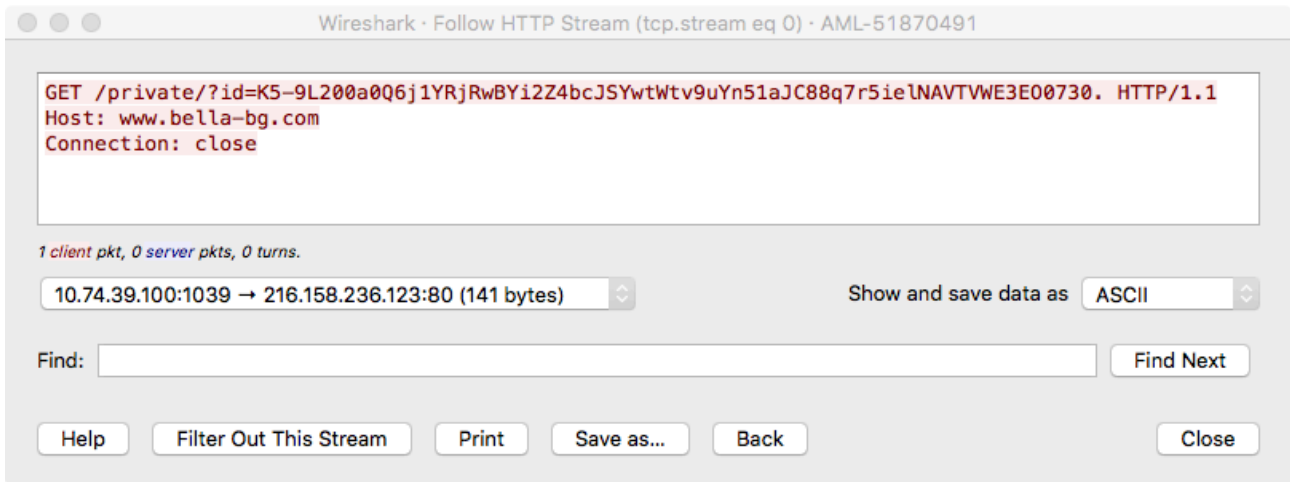 Wireshark · Follow HTTP Stream (tcp.stream eq 0) · AML-51870491
GET /private/?id=K5-9L200a0Q6j1YRjRwBYi2Z4bcJSYwtWtv9uYn51aJC88q7r5ielNAVTVWE3EO0730. HTTP/1.1
Host: www.bella-bg.com
Connection: close
1 client pkt, 0 server pkts, 0 turns.
10.74.39.100:1039 → 216.158.236.123:80 (141 bytes)
Show and save data as ASCII
Find:
Find Next
Help Filter Out This Stream Print Save as... Back Close